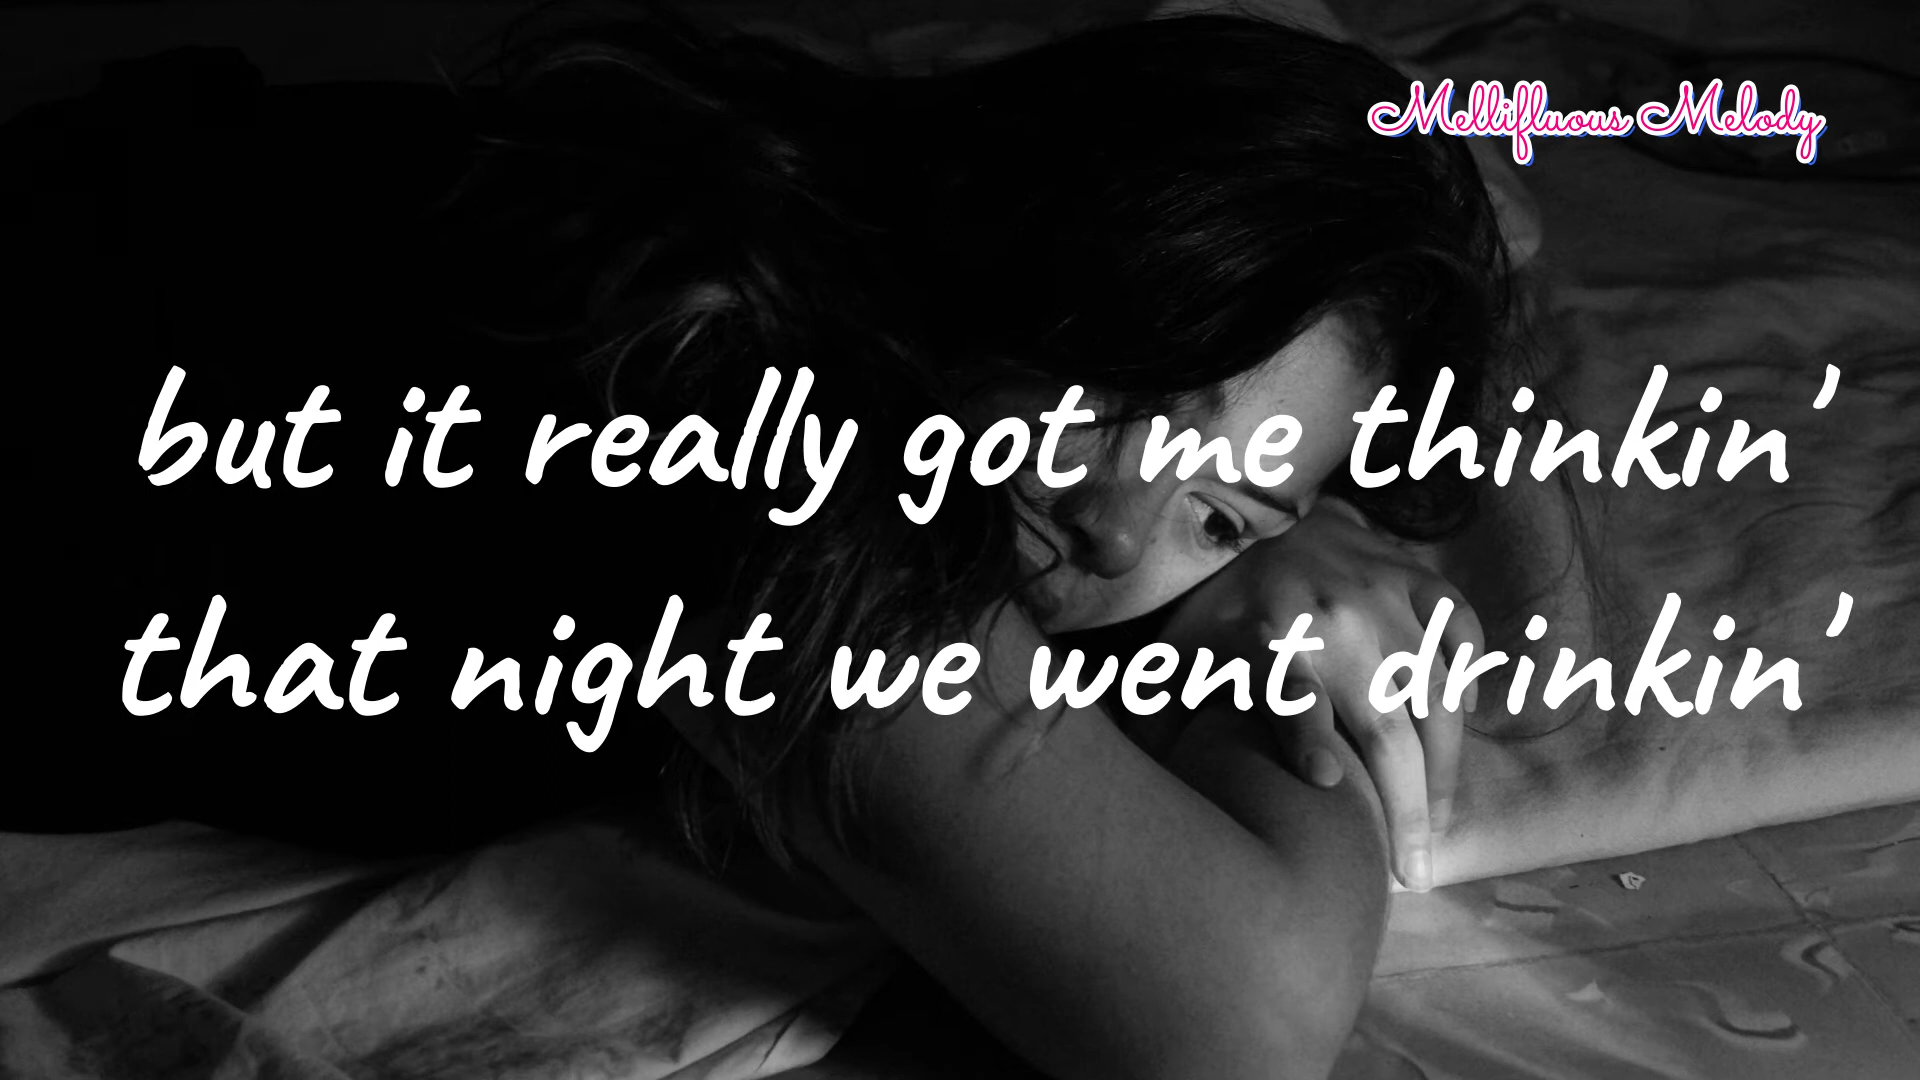 Mellifluous Melody
but it really got me thinkin’
that night we went drinkin’